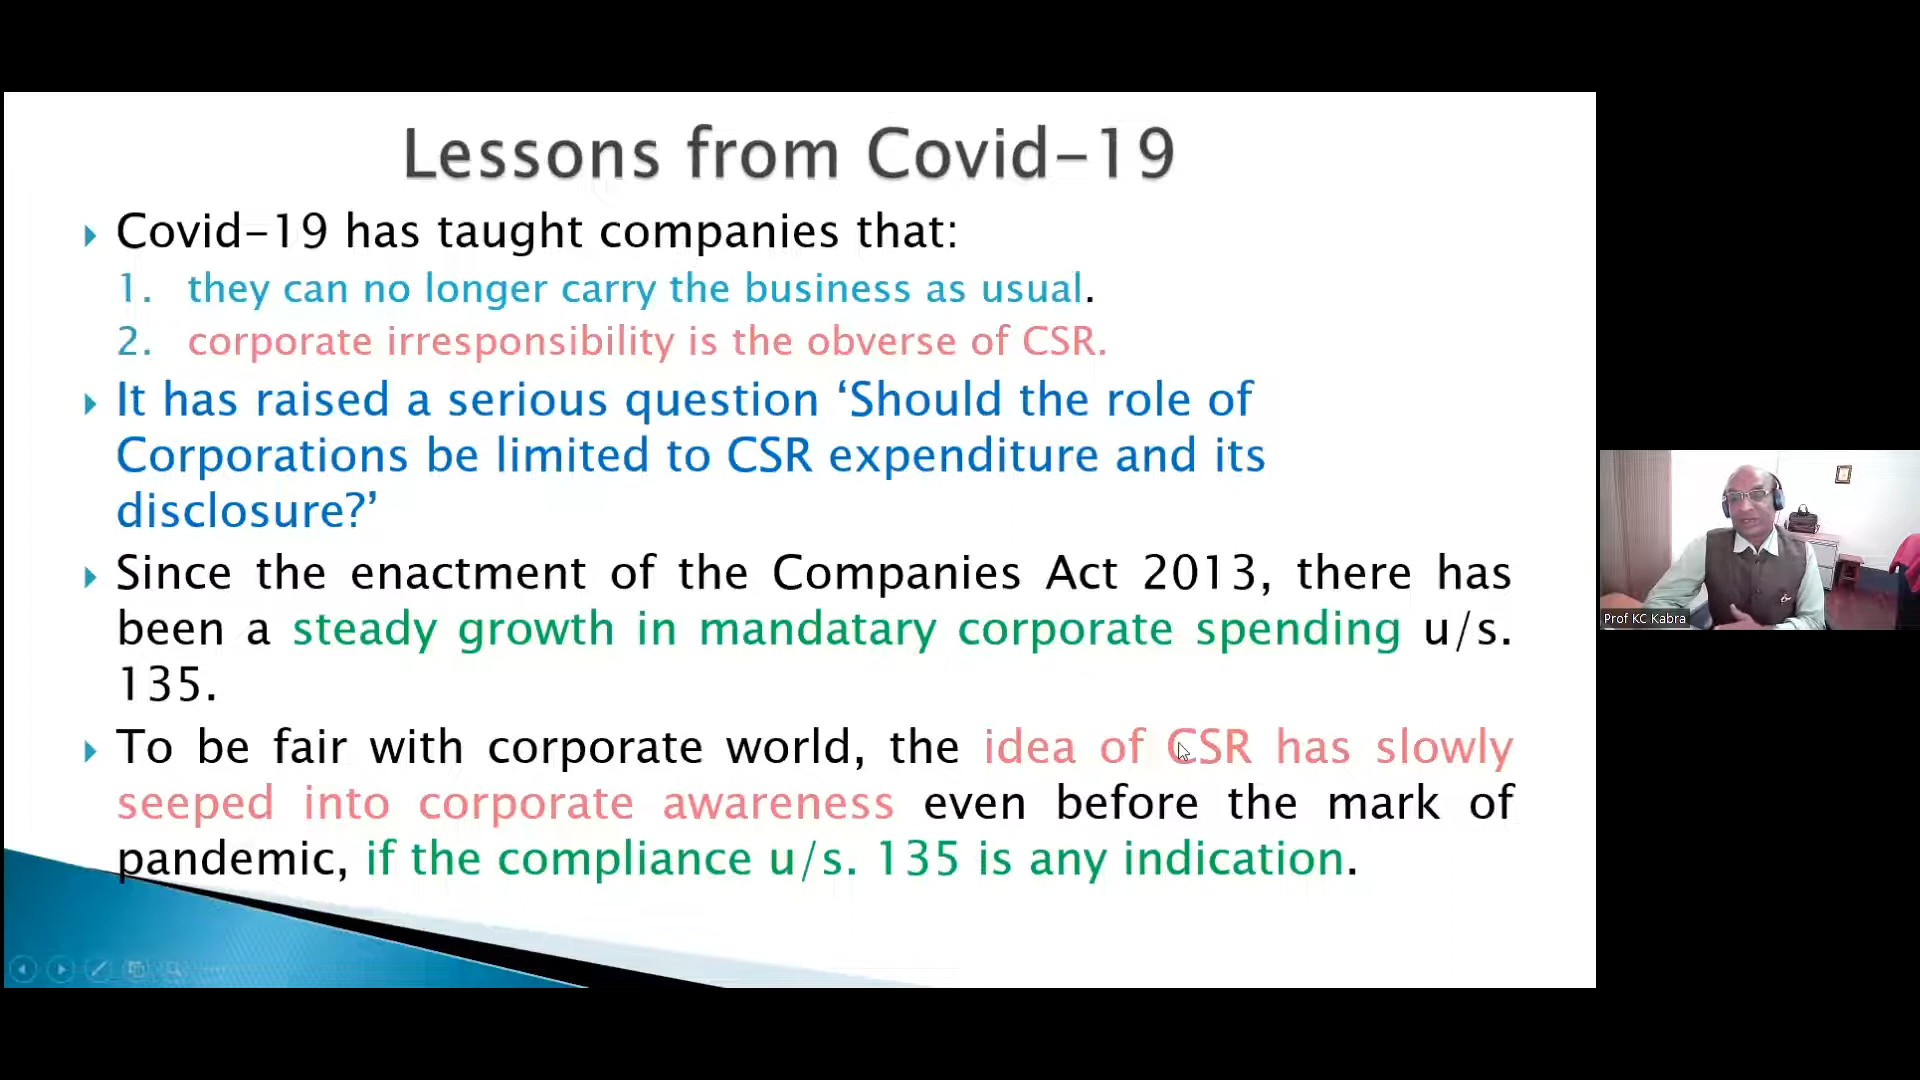 Lessons from Covid-19
Covid-19 has taught companies that:
1. they can no longer carry the business as usual.
2. corporate irresponsibility is the obverse of CSR.
It has raised a serious question ‘Should the role of
Corporations be limited to CSR expenditure and its
disclosure?’
Since the enactment of the Companies Act 2013, there has
been a steady growth in mandatary corporate spending u/s.
135.
To be fair with corporate world, the idea of CSR has slowly
seeped into corporate awareness even before the mark of
pandemic, if the compliance u/s. 135 is any indication.
Prof KC Kabra